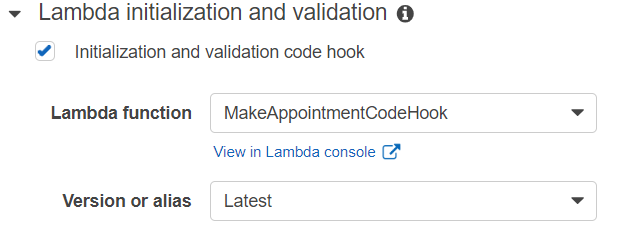 Lambda initialization and validation
Initialization and validation code hook
Lambda function MakeAppointmentCodeHook
View in Lambda console
Version or alias Latest